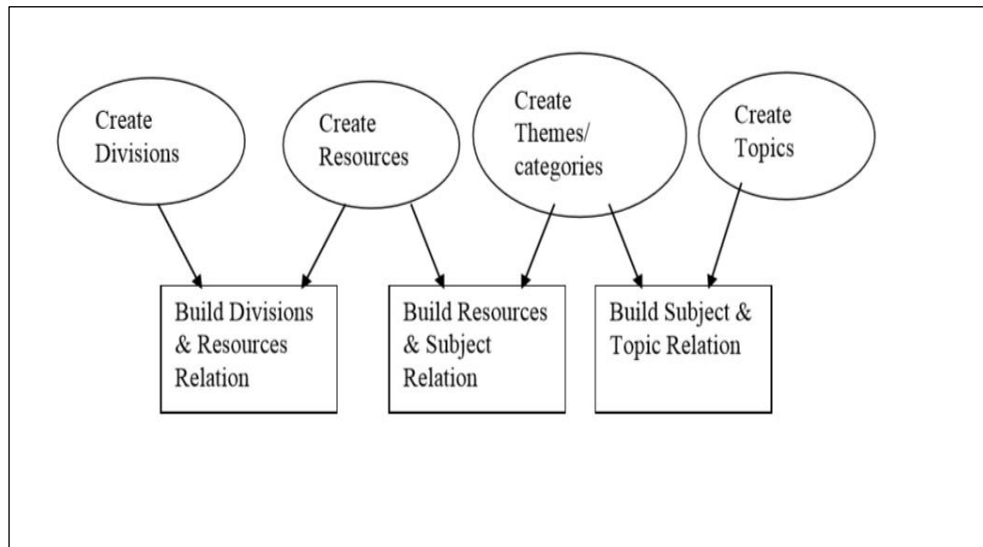 Create
Divisions
Create
Resources
Create
Themes/
categories
Create
Topics
Build Divisions
& Resources
Relation
Build Resources
& Subject
Relation
Build Subject &
Topic Relation